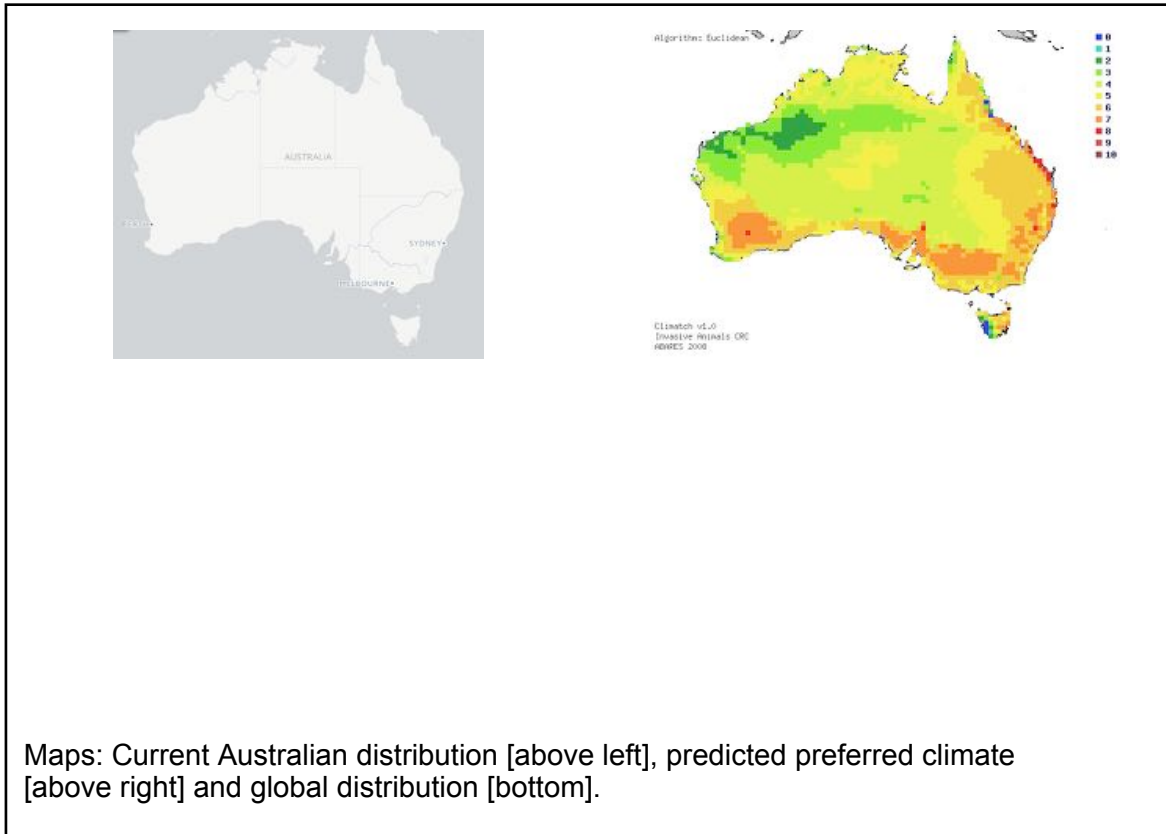 AUSTRALIA
SYDNEY
MELBOURNE
Algorithm: Euclidean
0
1
2
3
4
5
6
7
8
9
10
Climatch v1.0
Invasive Animals CRC
ABARES 2008
Maps: Current Australian distribution [above left], predicted preferred climate
[above right] and global distribution [bottom].